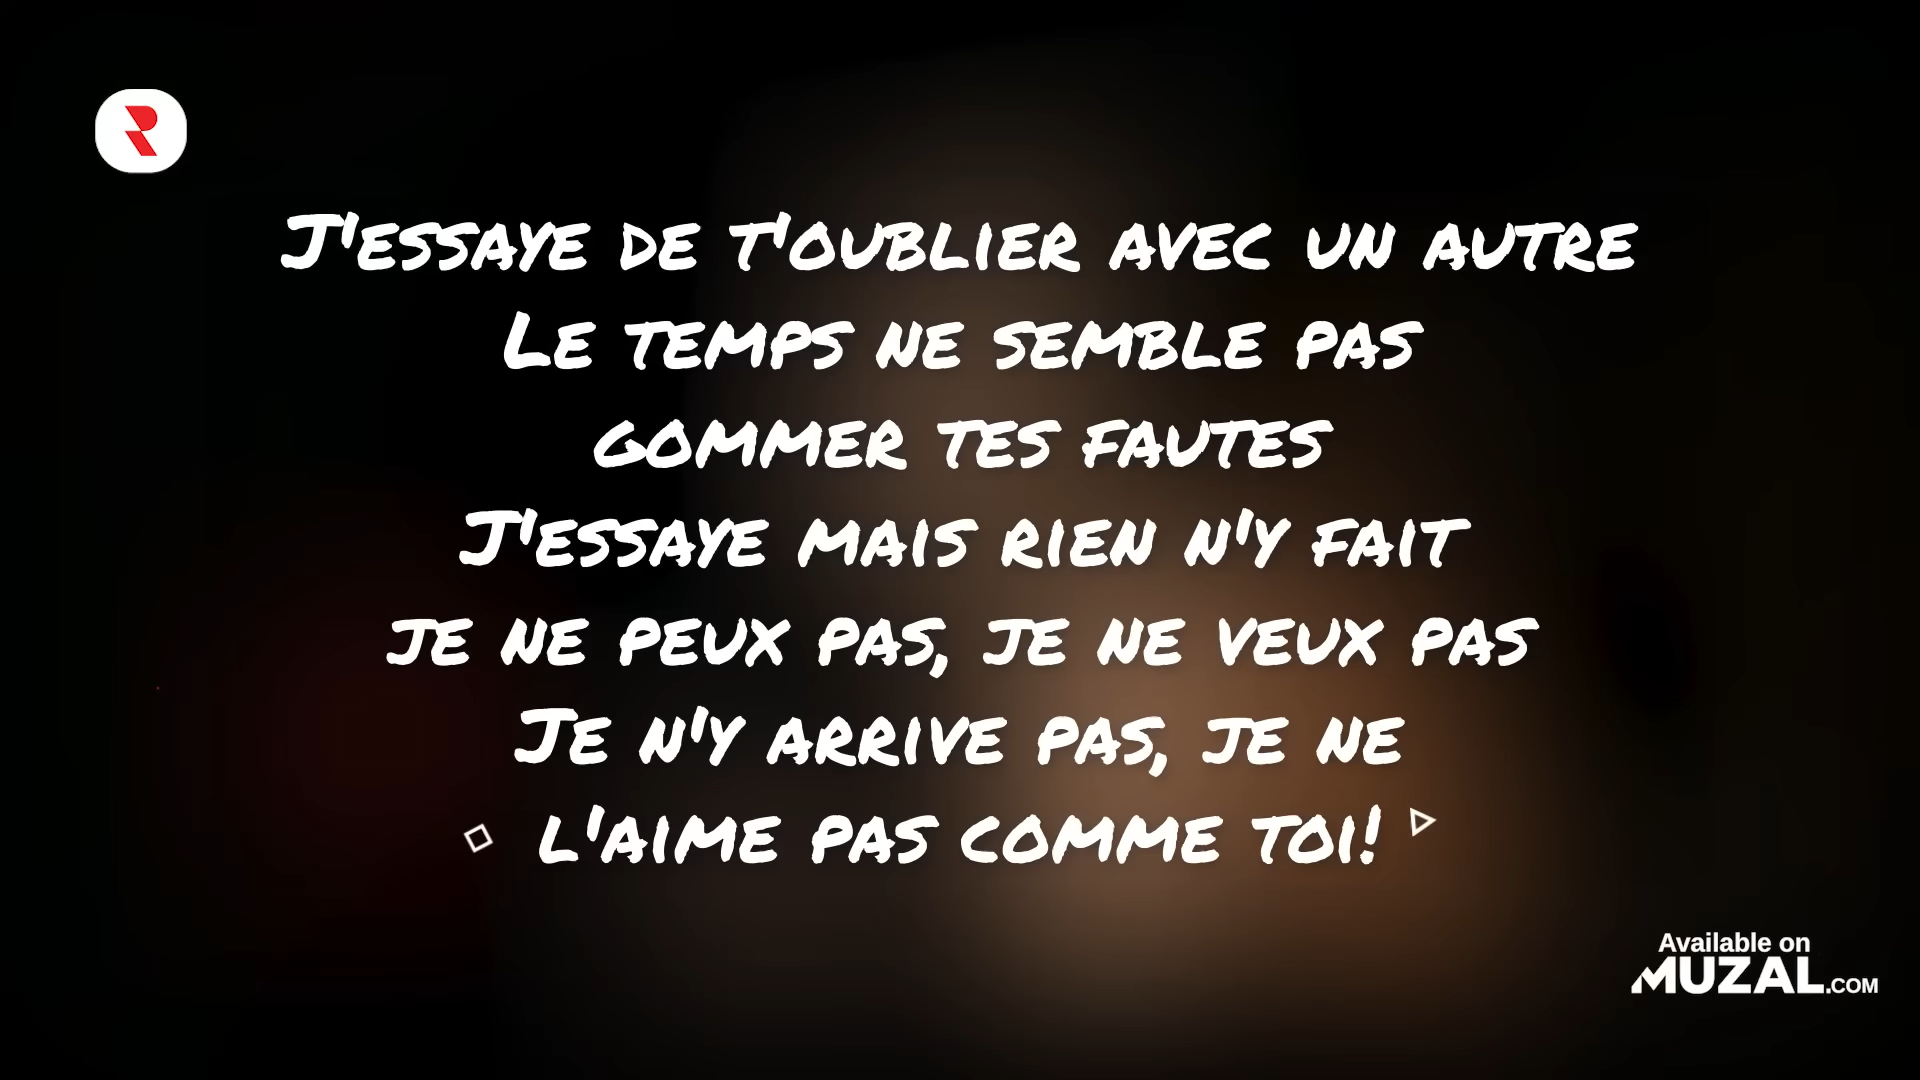 J'essaye de t'oublier avec un autre
Le temps ne semble pas
gommer tes fautes
J'essaye mais rien n'y fait
je ne peux pas, je ne veux pas
Je n'y arrive pas, je ne
l'aime pas comme toi!
Available on
MUZAL.COM